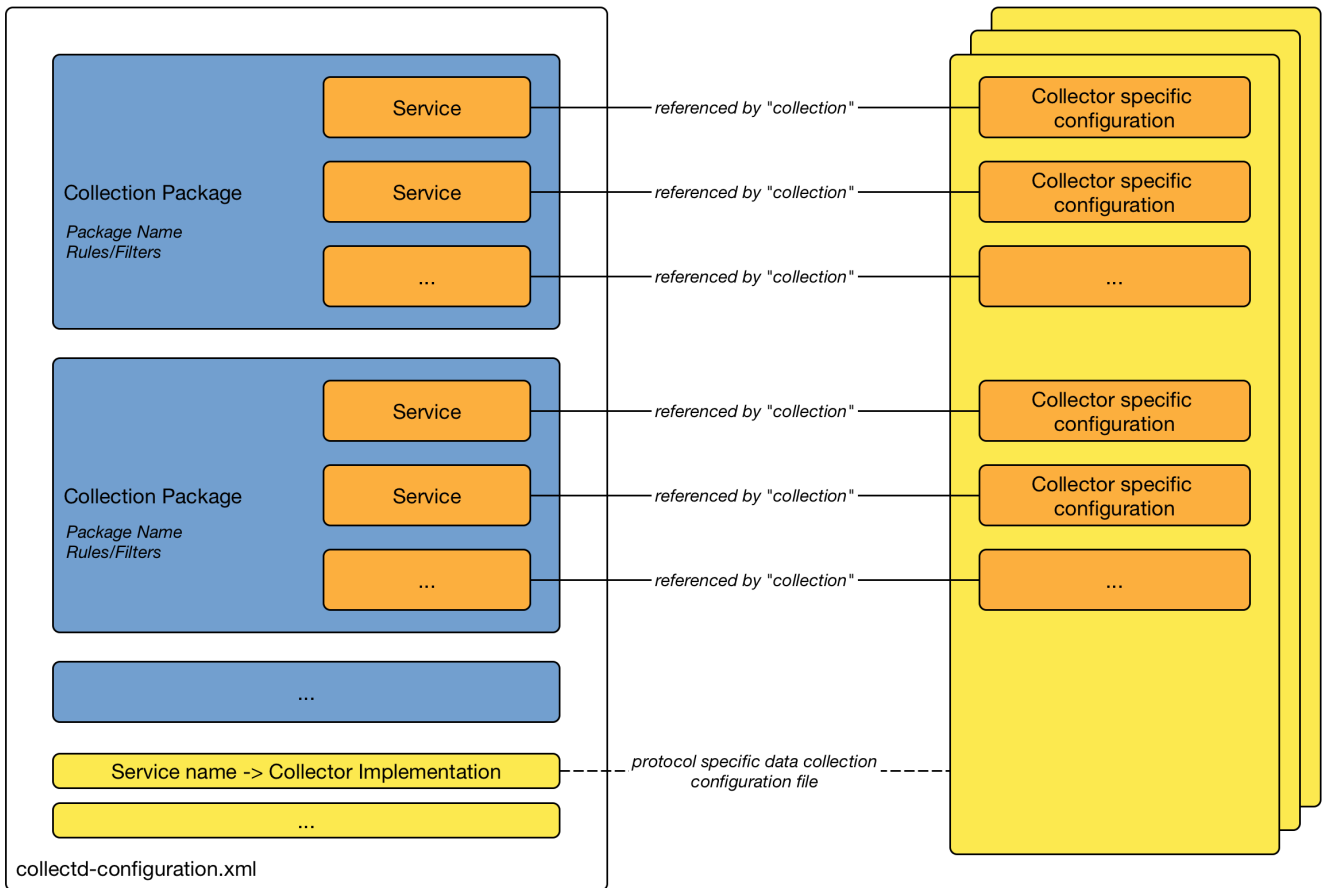 Service
referenced by "collection"
Collector specific
configuration
Collection Package
Package Name
Rules/Filters
Service
referenced by "collection"
Collector specific
configuration
...
referenced by "collection"
...
Service
referenced by "collection"
Collector specific
configuration
Collection Package
Package Name
Rules/Filters
Service
referenced by "collection"
Collector specific
configuration
...
referenced by "collection"
...
...
Service name -> Collector Implementation
protocol specific data collection
configuration file
...
collectd-configuration.xml